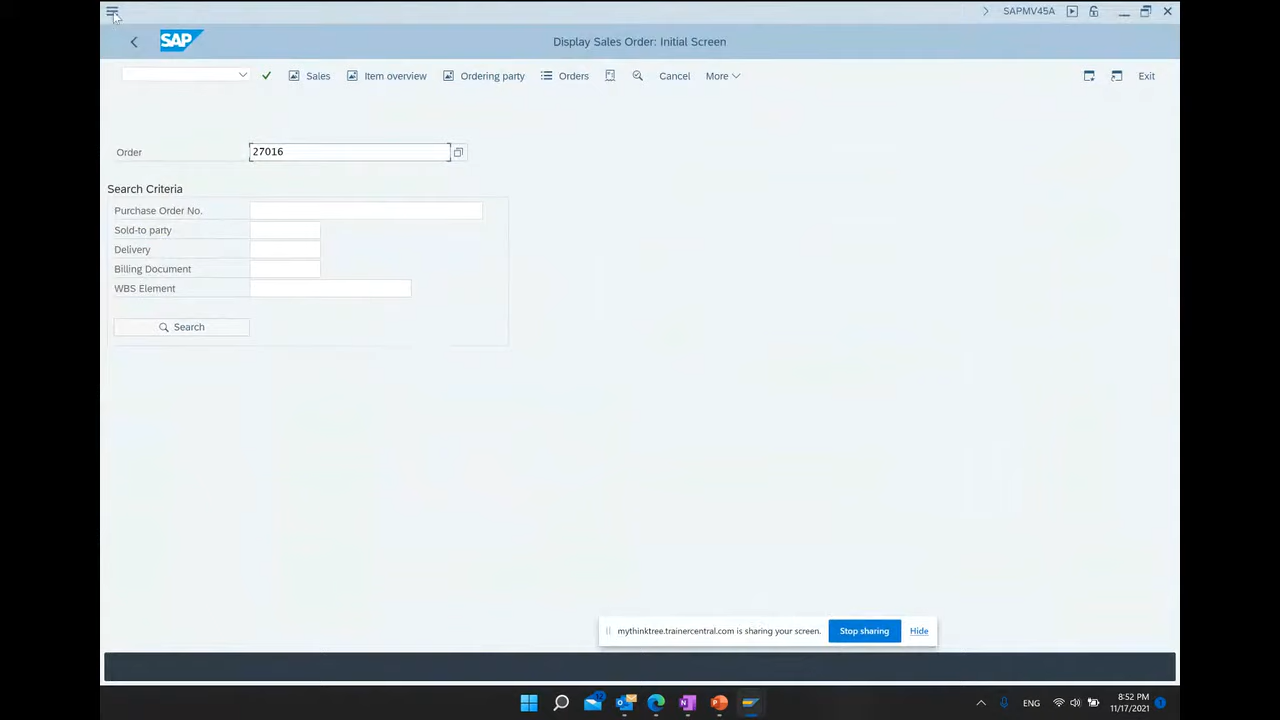 SAPMV45A
SAP
Display Sales Order: Initial Screen
Sales
Item overview
Ordering party
Orders
Cancel
More
Exit
Order
27016
Search Criteria
Purchase Order No.
Sold-to party
Delivery
Billing Document
WBS Element
Search
mythinktree.trainercentral.com is sharing your screen.
Stop sharing
Hide
ENG
8:52 PM
11/17/2021